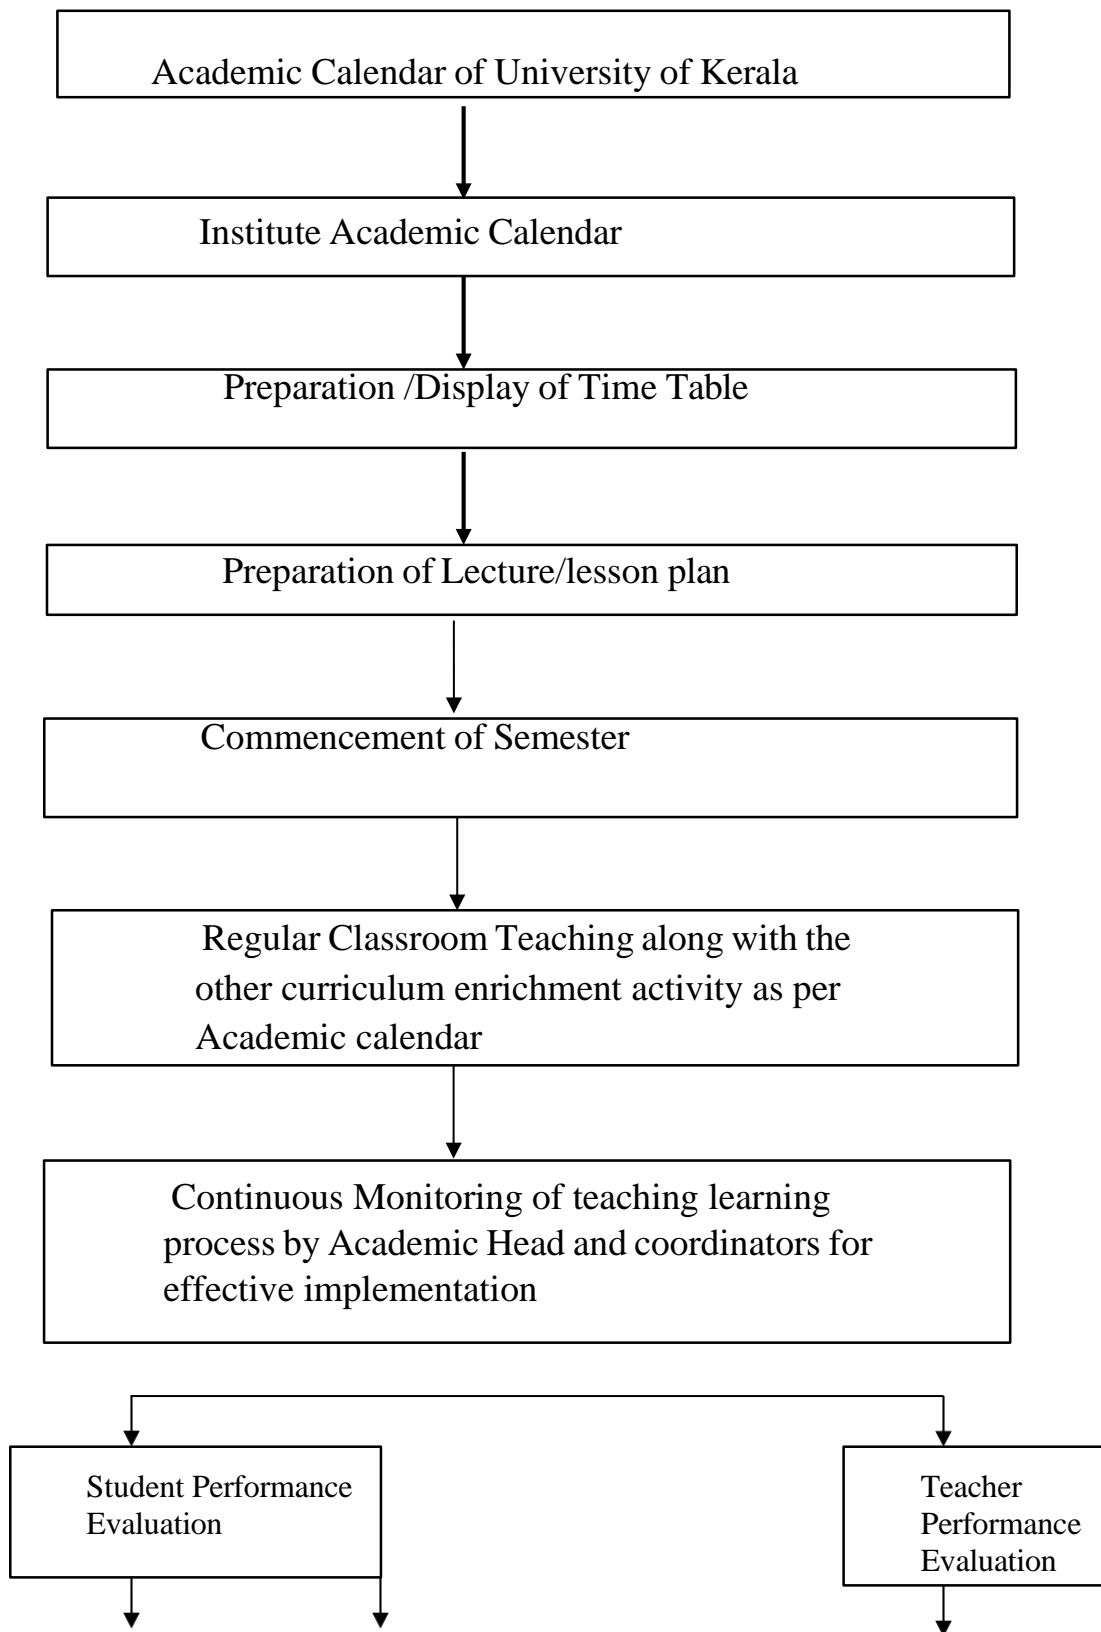 Academic Calendar of University of Kerala
Institute Academic Calendar
Preparation /Display of Time Table
Preparation of Lecture/lesson plan
Commencement of Semester
Regular Classroom Teaching along with the
other curriculum enrichment activity as per
Academic calendar
Continuous Monitoring of teaching learning
process by Academic Head and coordinators for
effective implementation
Student Performance
Evaluation
Teacher
Performance
Evaluation